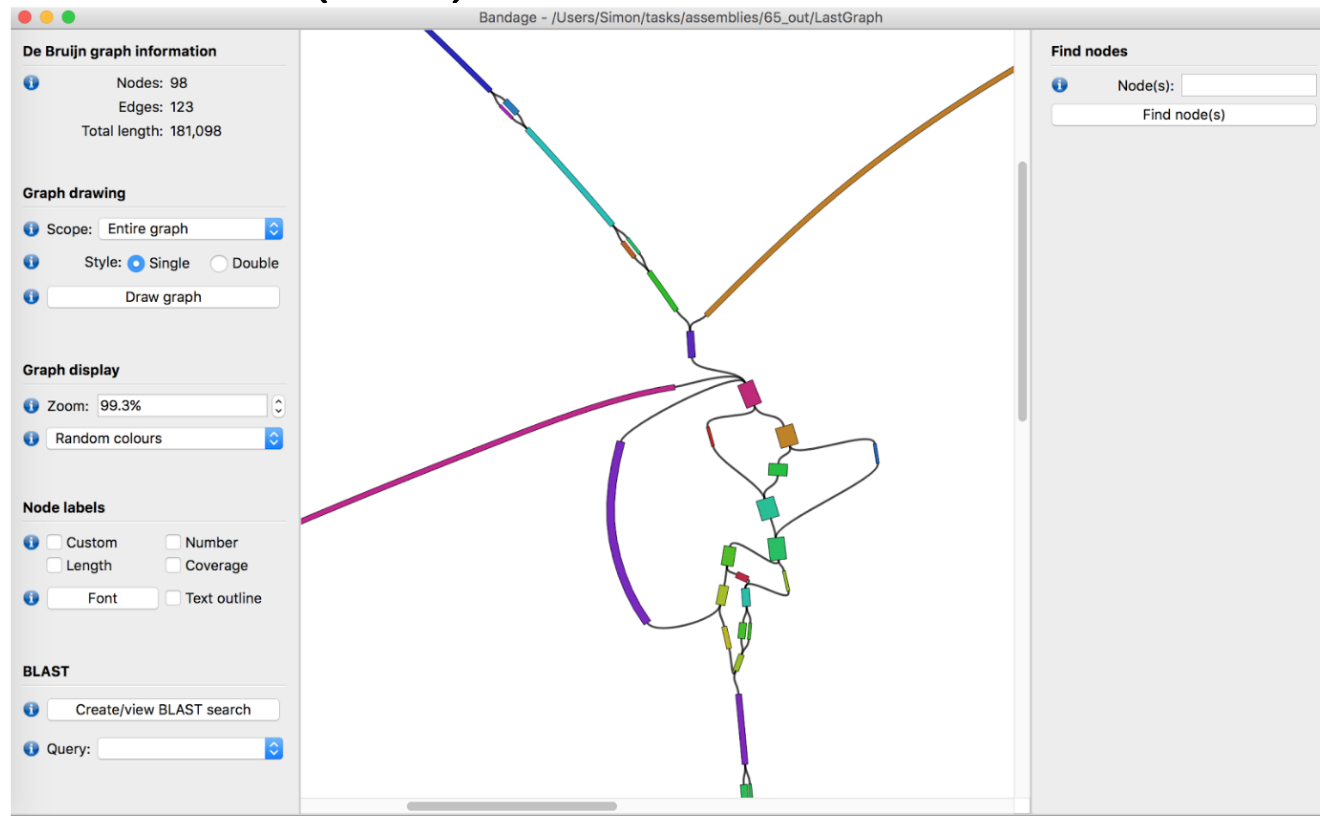 Bandage - /Users/Simon/tasks/assemblies/65_out/LastGraph
De Bruijn graph information
Nodes: 98
Edges: 123
Total length: 181,098
Graph drawing
Scope: Entire graph
Style: Single Double
Draw graph
Graph display
Zoom: 99.3%
Random colours
Node labels
Custom Number
Length Coverage
Font Text outline
BLAST
Create/view BLAST search
Query:
Find nodes
Node(s):
Find node(s)